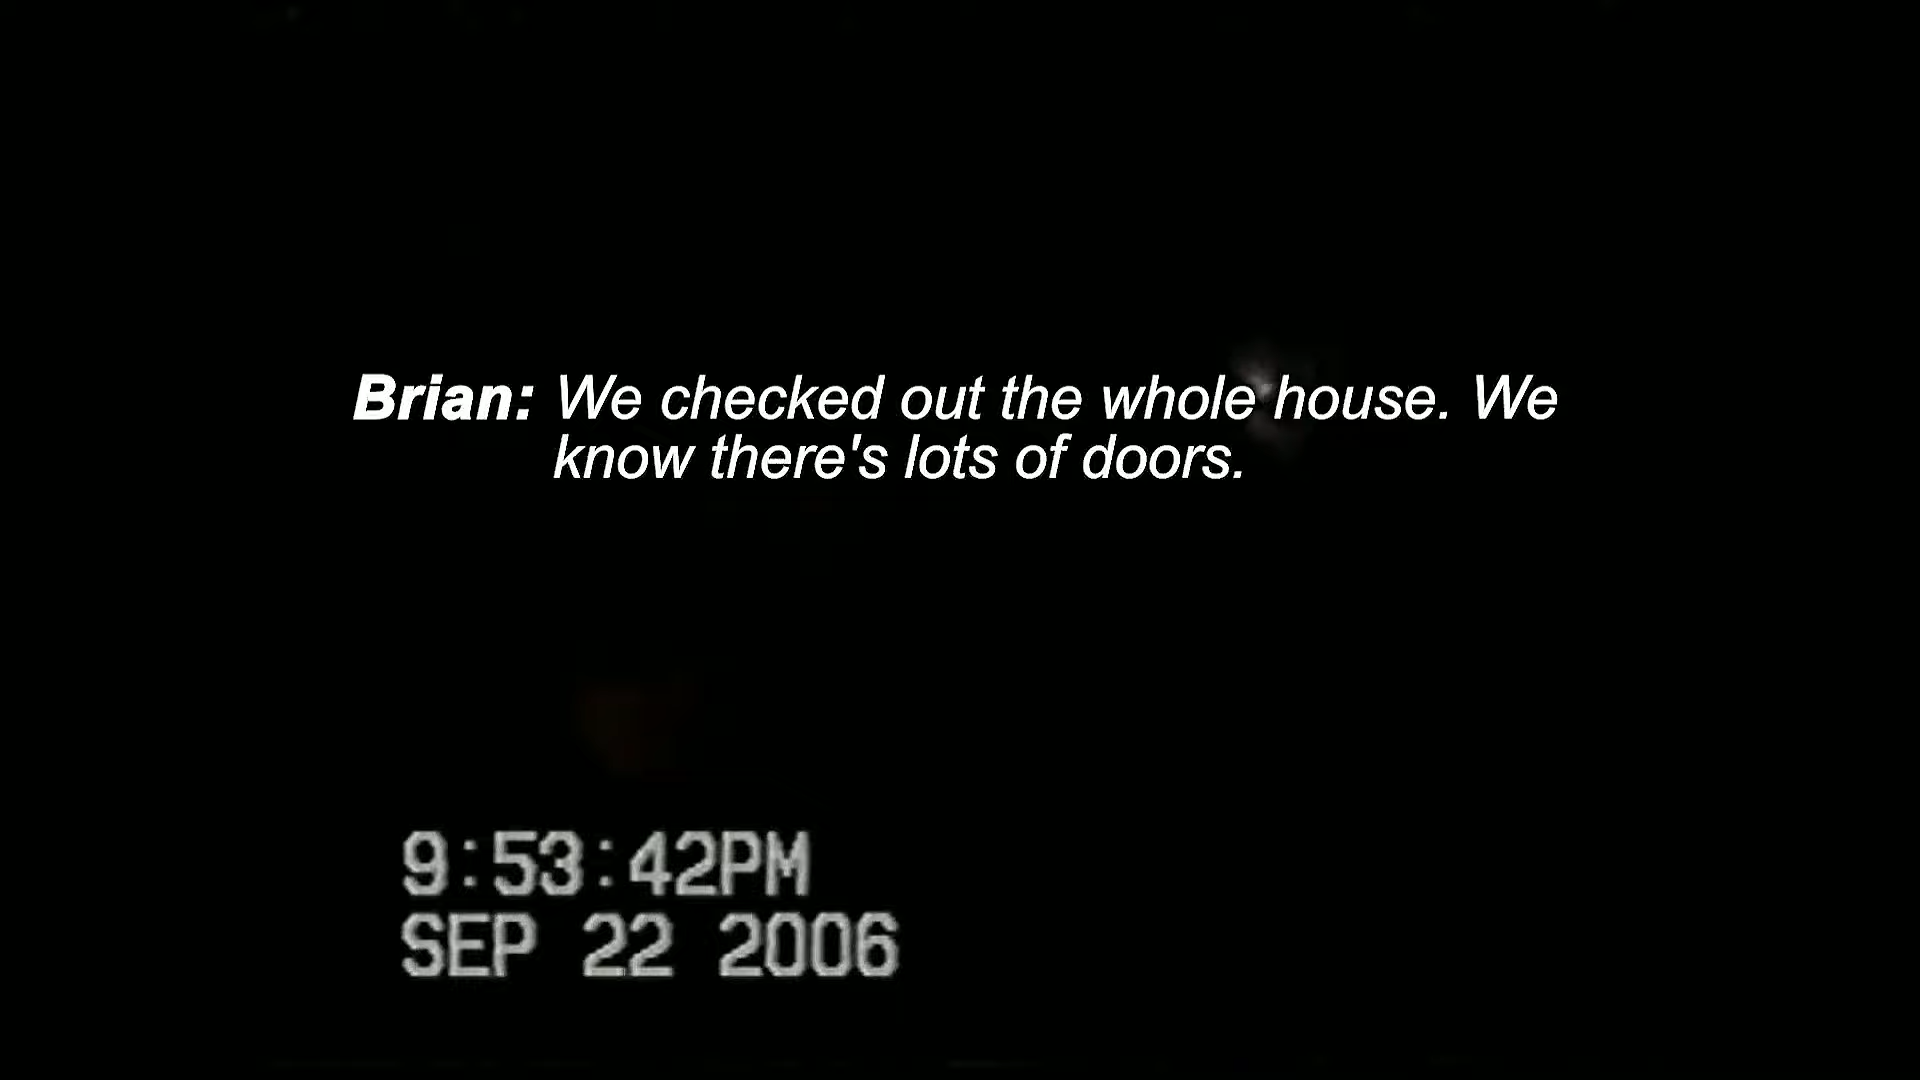 Brian: We checked out the whole house. We
know there's lots of doors.
9:53:42PM
SEP 22 2006